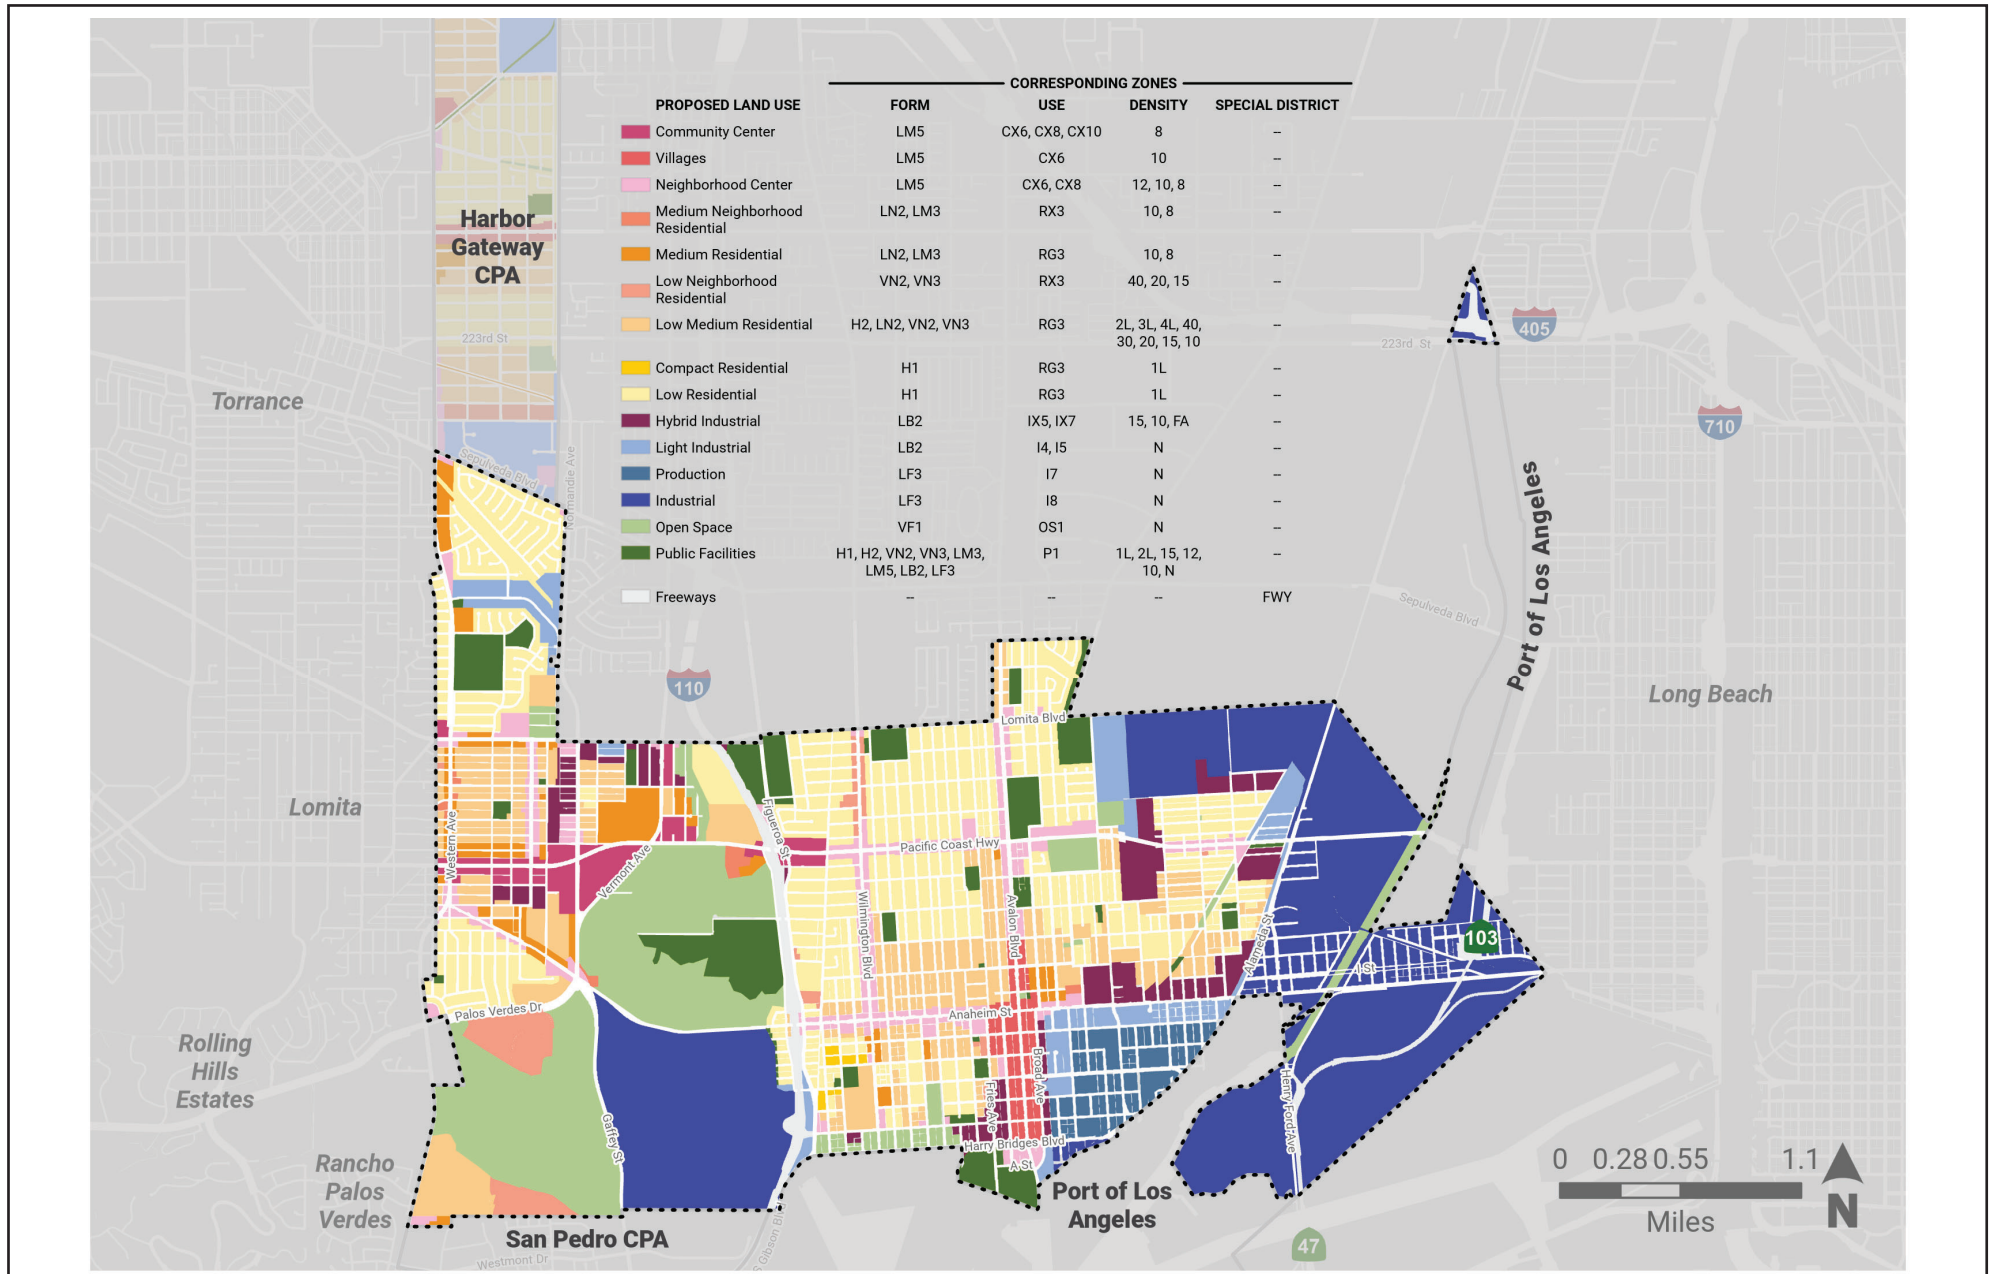 CORRESPONDING ZONES
PROPOSED LAND USE FORM USE DENSITY SPECIAL DISTRICT
Community Center LM5 CX6, CX8, CX10 8 --
Villages LM5 CX6 10 --
Neighborhood Center LM5 CX6, CX8 12, 10, 8 --
Medium Neighborhood LN2, LM3 RX3 10, 8 --
Residential
Medium Residential LN2, LM3 RG3 10, 8 --
Low Neighborhood VN2, VN3 RX3 40, 20, 15 --
Residential
Low Medium Residential H2, LN2, VN2, VN3 RG3 2L, 3L, 4L, 40, --
30, 20, 15, 10
Compact Residential H1 RG3 1L --
Low Residential H1 RG3 1L --
Hybrid Industrial LB2 IX5, IX7 15, 10, FA --
Light Industrial LB2 I4, I5 N --
Production LF3 I7 N --
Industrial LF3 I8 N --
Open Space VF1 OS1 N --
Public Facilities H1, H2, VN2, VN3, LM3, P1 1L, 2L, 15, 12, --
LM5, LB2, LF3 10, N
Freeways -- -- -- FWY
Harbor
Gateway
CPA
223rd St
223rd St
405
Torrance
710
Sepulveda Blvd
Normandie Ave
Port of Los Angeles
Sepulveda Blvd
110
Long Beach
Lomita Blvd
Lomita
Western Ave
Figueroa St
Pacific Coast Hwy
Vermont Ave
Wilmington Blvd
Avalon Blvd
Alameda St
103
I St
Palos Verdes Dr
Anaheim St
Rolling
Hills
Estates
Broad Ave
Fries Ave
Henry Ford Ave
Gaffey St
Harry Bridges Blvd
A St
Rancho
Palos
Verdes
Port of Los
Angeles
0 0.28 0.55 1.1
Miles
N
San Pedro CPA
Westmont Dr
S Gibson Blvd
47